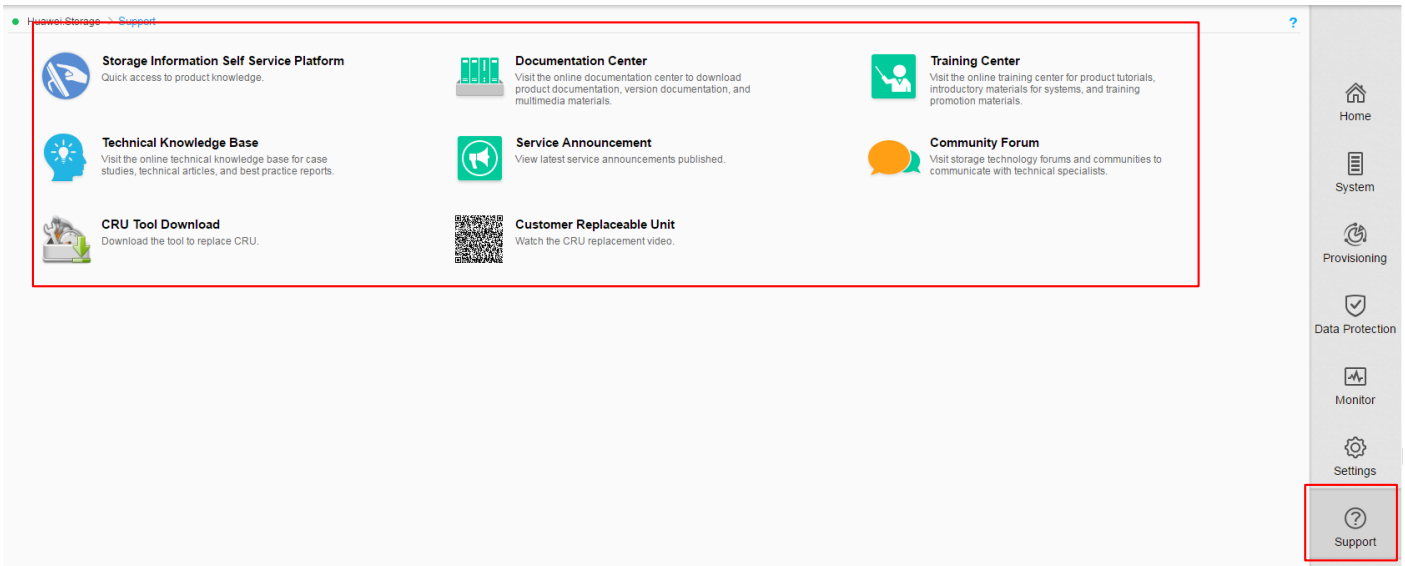 Huawei.Storage > Support
?
Storage Information Self Service Platform
Quick access to product knowledge.
Documentation Center
Visit the online documentation center to download
product documentation, version documentation, and
multimedia materials.
Training Center
Visit the online training center for product tutorials,
introductory materials for systems, and training
promotion materials.
Technical Knowledge Base
Visit the online technical knowledge base for case
studies, technical articles, and best practice reports.
Service Announcement
View latest service announcements published.
Community Forum
Visit storage technology forums and communities to
communicate with technical specialists.
CRU Tool Download
Download the tool to replace CRU.
Customer Replaceable Unit
Watch the CRU replacement video.
Home
System
Provisioning
Data Protection
Monitor
Settings
Support